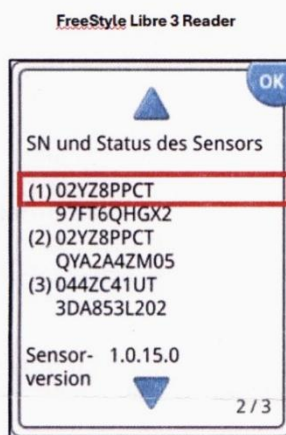 FreeStyle Libre 3 Reader
OK
SN und Status des Sensors
(1) 02YZ8PPCT
97FT6QHGX2
(2) 02YZ8PPCT
QYA2A4ZM05
(3) 044ZC41UT
3DA853L202
Sensor- 1.0.15.0
version
2/3